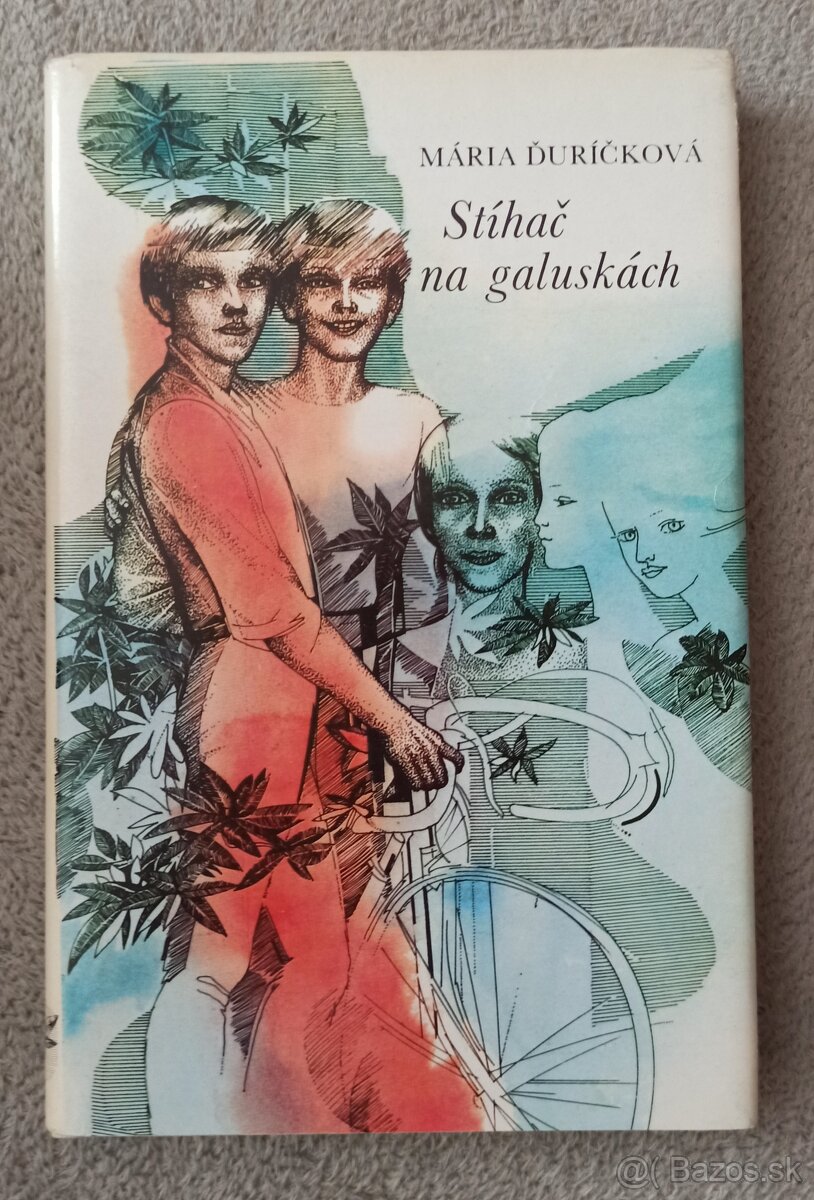 MÁRIA ĎURÍČKOVÁ
Stíhač
na galuskách
@( Bazos.sk